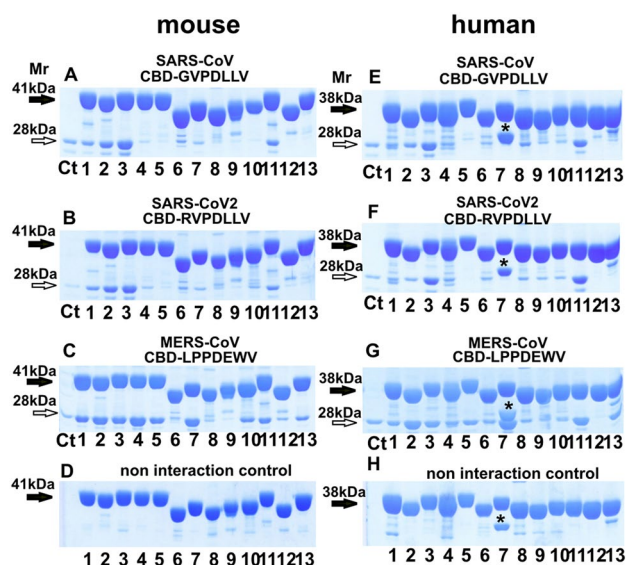 mouse
human
SARS-CoV
CBD-GVPDLLV
Mr
A
41kDa
28kDa
Ct 1 2 3 4 5 6 7 8 9 10 11 12 13
SARS-CoV
CBD-GVPDLLV
Mr
E
38kDa
*
28kDa
Ct 1 2 3 4 5 6 7 8 9 10 11 12 13
SARS-CoV2
CBD-RVPDLLV
B
41kDa
28kDa
Ct 1 2 3 4 5 6 7 8 9 10 11 12 13
SARS-CoV2
CBD-RVPDLLV
F
38kDa
*
28kDa
Ct 1 2 3 4 5 6 7 8 9 10 11 12 13
MERS-CoV
CBD-LPPDEWV
C
41kDa
28kDa
Ct 1 2 3 4 5 6 7 8 9 10 11 12 13
MERS-CoV
CBD-LPPDEWV
G
38kDa
*
28kDa
Ct 1 2 3 4 5 6 7 8 9 10 11 12 13
D
non interaction control
41kDa
1 2 3 4 5 6 7 8 9 10 11 12 13
H
non interaction control
38kDa
*
1 2 3 4 5 6 7 8 9 10 11 12 13